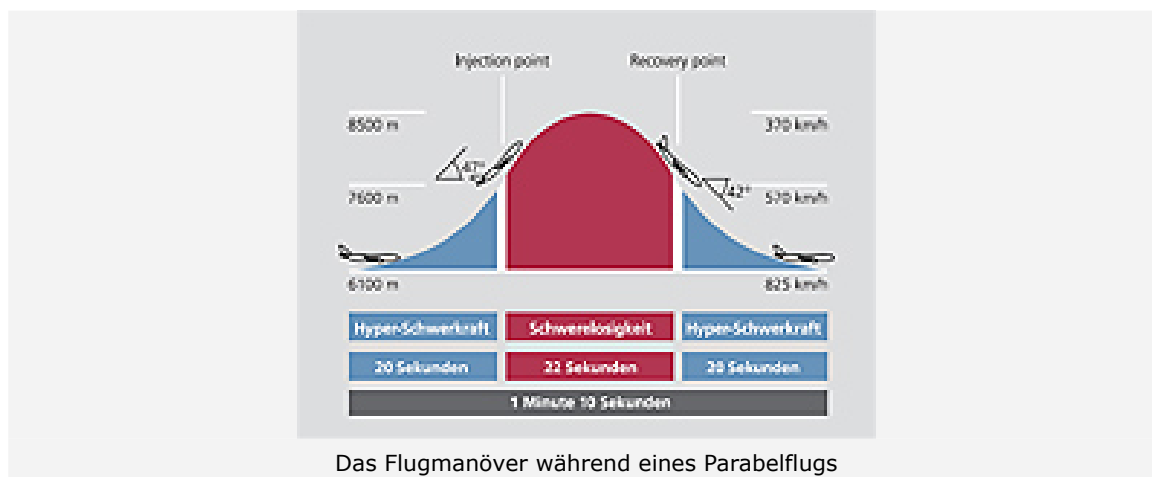 Injection point Recovery point
8500 m 370 km/h
47°
7600 m 42° 570 km/h
6100 m 825 km/h
Hyper-Schwerkraft Schwerelosigkeit Hyper-Schwerkraft
20 Sekunden 22 Sekunden 20 Sekunden
1 Minute 10 Sekunden
Das Flugmanöver während eines Parabelflugs